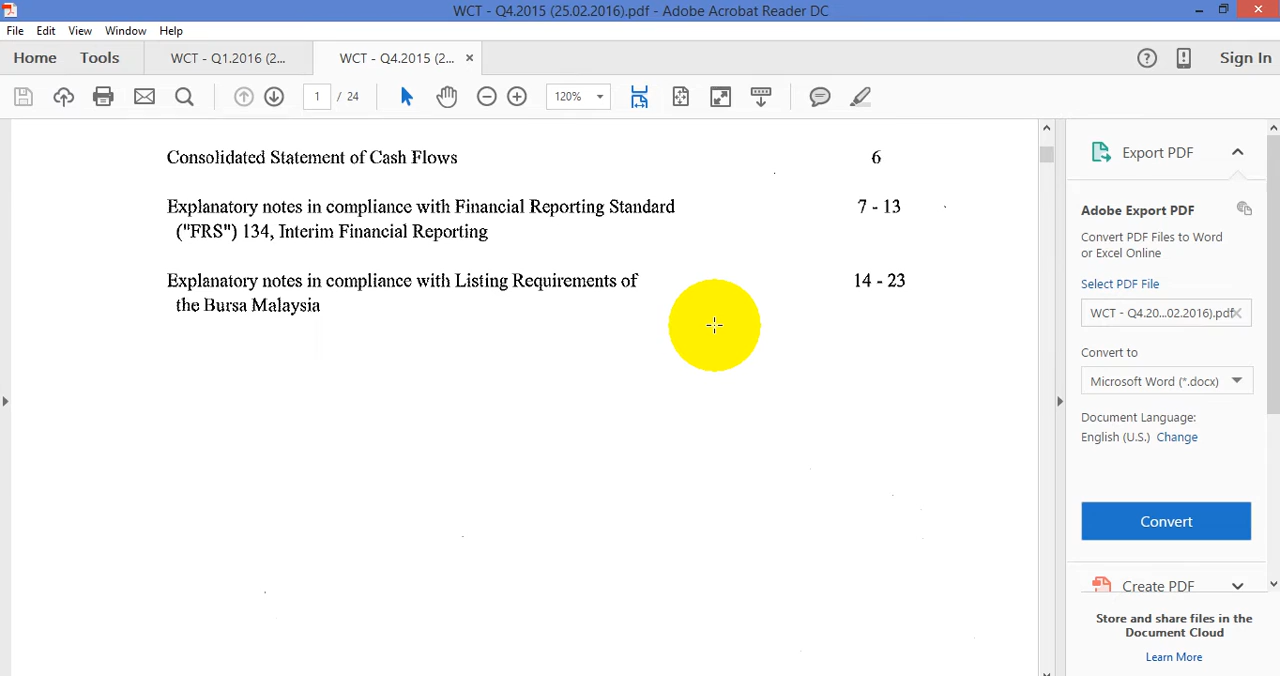 WCT - Q4.2015 (25.02.2016).pdf - Adobe Acrobat Reader DC
File Edit View Window Help
Home Tools WCT - Q1.2016 (2... WCT - Q4.2015 (2... ×
1 / 24 120%
Consolidated Statement of Cash Flows 6
Explanatory notes in compliance with Financial Reporting Standard 7 - 13
("FRS") 134, Interim Financial Reporting
Explanatory notes in compliance with Listing Requirements of 14 - 23
the Bursa Malaysia
Sign In
Export PDF
Adobe Export PDF
Convert PDF Files to Word
or Excel Online
Select PDF File
WCT - Q4.20...02.2016).pdf
Convert to
Microsoft Word (*.docx)
Document Language:
English (U.S.) Change
Convert
Create PDF
Store and share files in the
Document Cloud
Learn More